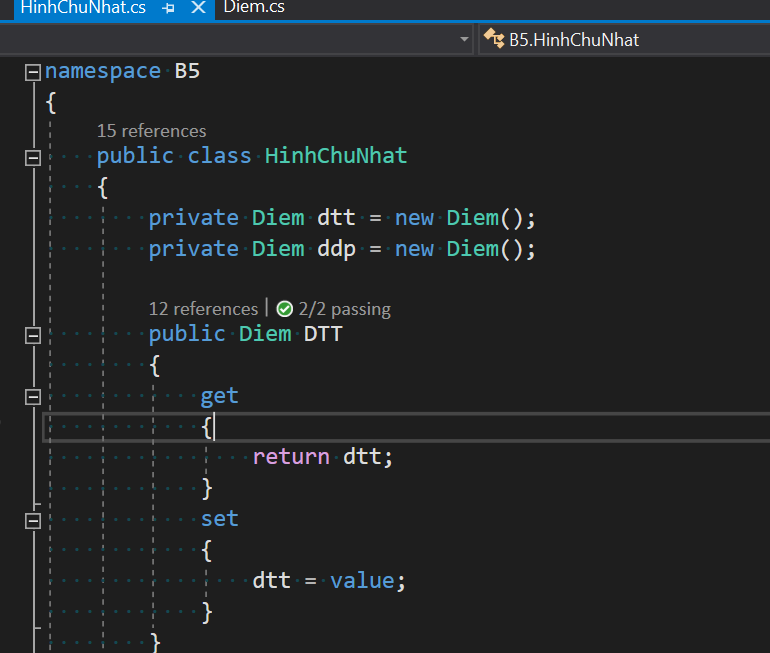 HinhChuNhat.cs Diem.cs
B5.HinhChuNhat
namespace B5
{
15 references
public class HinhChuNhat
{
private Diem dtt = new Diem();
private Diem ddp = new Diem();
12 references | 2/2 passing
public Diem DTT
{
get
{
return dtt;
}
set
{
dtt = value;
}
}